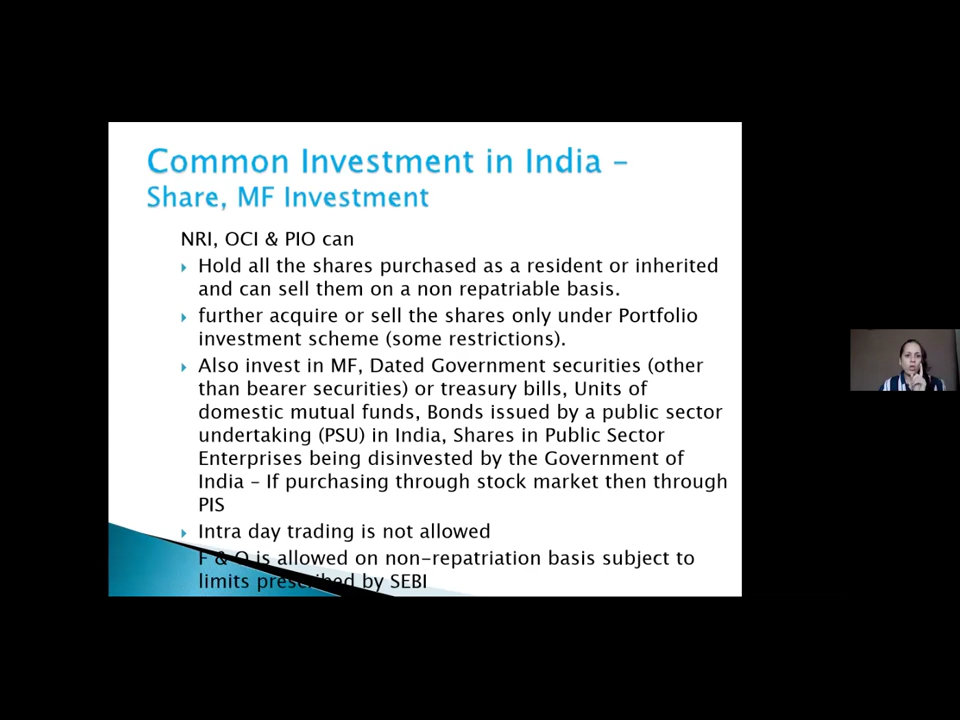 Common Investment in India –
Share, MF Investment
NRI, OCI & PIO can
Hold all the shares purchased as a resident or inherited
and can sell them on a non repatriable basis.
further acquire or sell the shares only under Portfolio
investment scheme (some restrictions).
Also invest in MF, Dated Government securities (other
than bearer securities) or treasury bills, Units of
domestic mutual funds, Bonds issued by a public sector
undertaking (PSU) in India, Shares in Public Sector
Enterprises being disinvested by the Government of
India – If purchasing through stock market then through
PIS
Intra day trading is not allowed
F & O is allowed on non-repatriation basis subject to
limits prescribed by SEBI